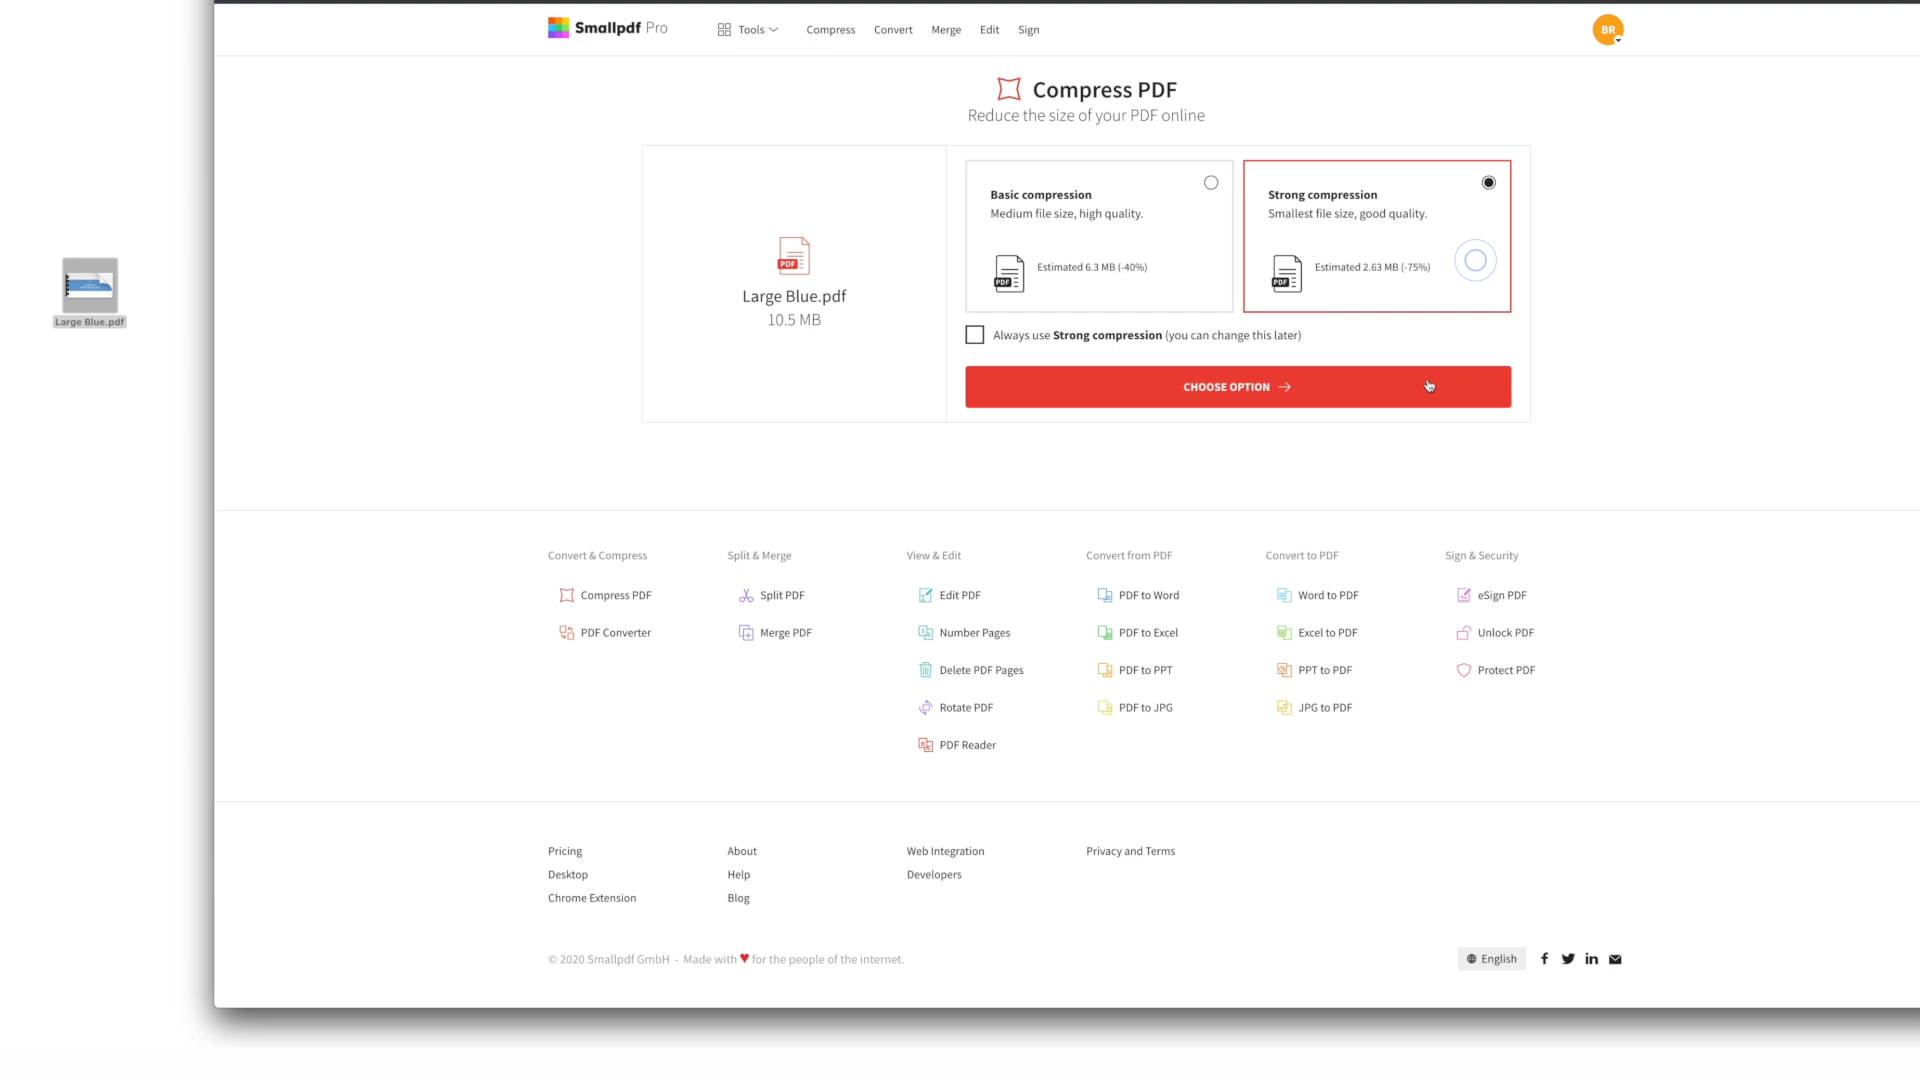 Smallpdf Pro
Tools
Compress
Convert
Merge
Edit
Sign
BR
Compress PDF
Reduce the size of your PDF online
PDF
Large Blue.pdf
10.5 MB
Basic compression
Medium file size, high quality.
PDF
Estimated 6.3 MB (-40%)
Strong compression
Smallest file size, good quality.
PDF
Estimated 2.63 MB (-75%)
Always use Strong compression (you can change this later)
CHOOSE OPTION
Large Blue.pdf
Convert & Compress
Compress PDF
PDF Converter
Split & Merge
Split PDF
Merge PDF
View & Edit
Edit PDF
Number Pages
Delete PDF Pages
Rotate PDF
PDF Reader
Convert from PDF
PDF to Word
PDF to Excel
PDF to PPT
PDF to JPG
Convert to PDF
Word to PDF
Excel to PDF
PPT to PDF
JPG to PDF
Sign & Security
eSign PDF
Unlock PDF
Protect PDF
Pricing
Desktop
Chrome Extension
About
Help
Blog
Web Integration
Developers
Privacy and Terms
© 2020 Smallpdf GmbH - Made with ♥ for the people of the internet.
English